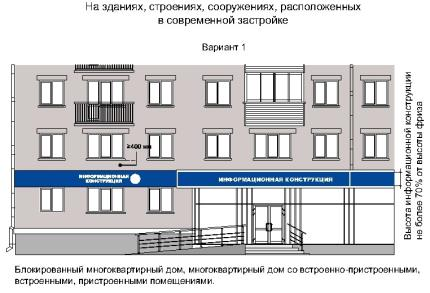 На зданиях, строениях, сооружениях, расположенных
в современной застройке
Вариант 1
≥400 мм
ИНФОРМАЦИОННАЯ
КОНСТРУКЦИЯ
ИНФОРМАЦИОННАЯ КОНСТРУКЦИЯ
Высота информационной конструкции
не более 70% от высоты фриза
Блокированный многоквартирный дом, многоквартирный дом со встроенно-пристроенными,
встроенными, пристроенными помещениями.